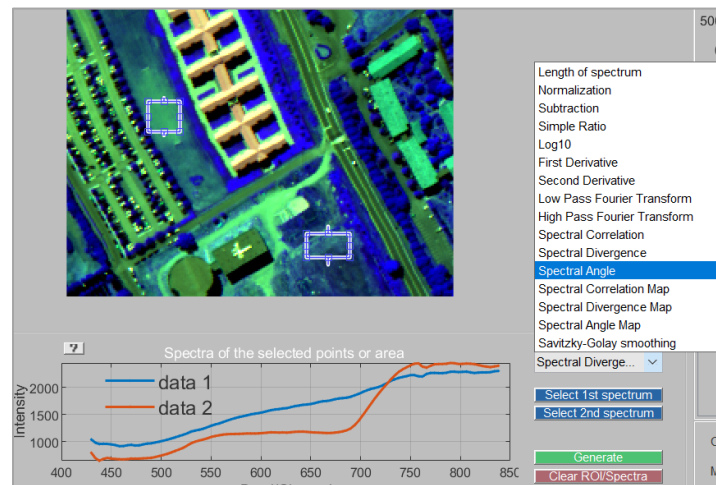 500
Length of spectrum
Normalization
Subtraction
Simple Ratio
Log10
First Derivative
Second Derivative
Low Pass Fourier Transform
High Pass Fourier Transform
Spectral Correlation
Spectral Divergence
Spectral Angle
Spectral Correlation Map
Spectral Divergence Map
Spectral Angle Map
Savitzky-Golay smoothing
Spectral Diverge...
?
Spectra of the selected points or area
Intensity
2000
1500
1000
data 1
data 2
400 450 500 550 600 650 700 750 800 850
Select 1st spectrum
Select 2nd spectrum
Generate
Clear ROI/Spectra